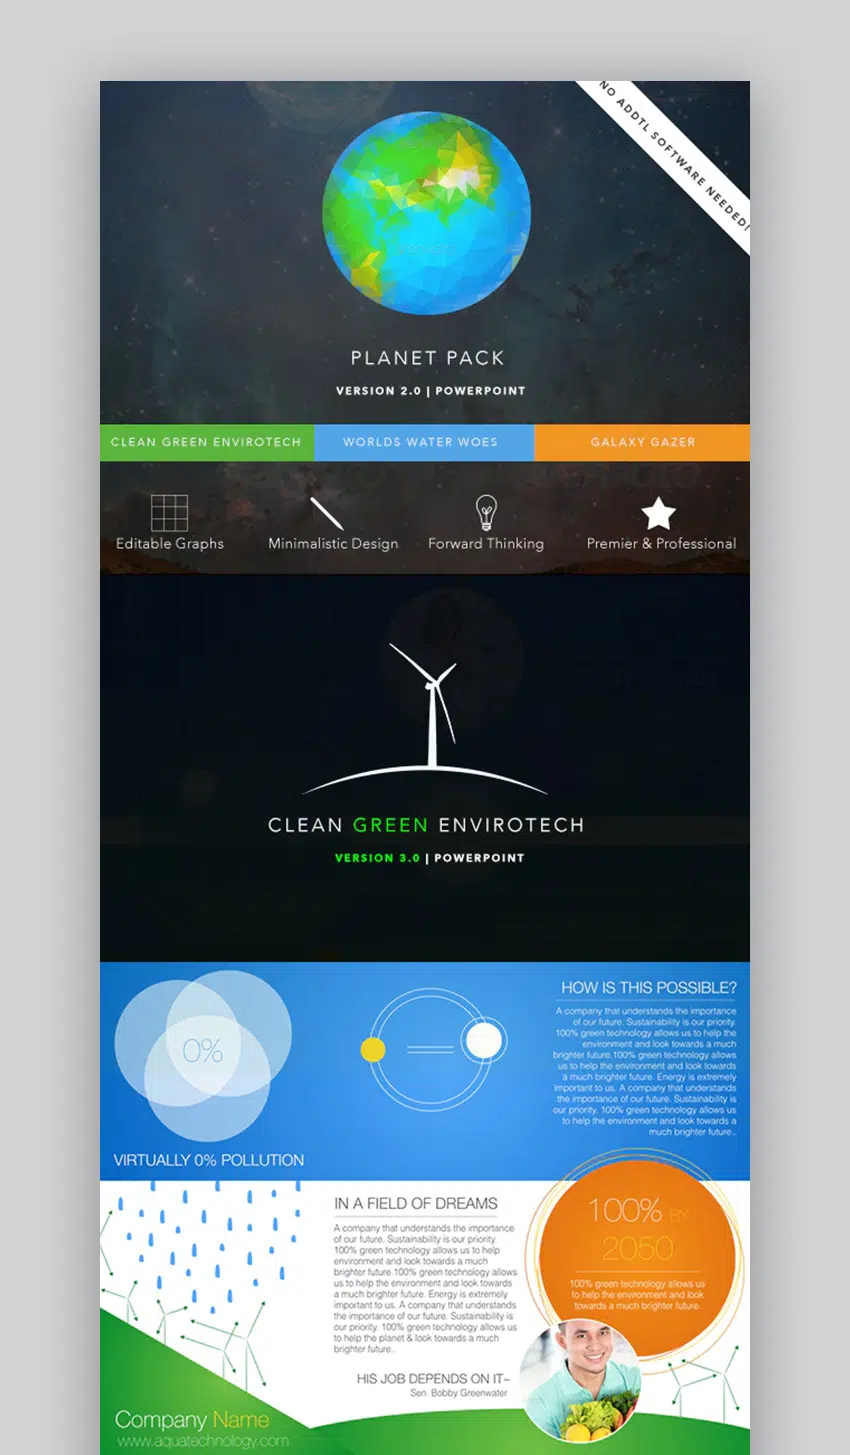 NO ADDTL SOFTWARE NEEDED!
PLANET PACK
VERSION 2.0 | POWERPOINT
CLEAN GREEN ENVIROTECH
WORLDS WATER WOES
GALAXY GAZER
Editable Graphs
Minimalistic Design
Forward Thinking
Premier & Professional
CLEAN GREEN ENVIROTECH
VERSION 3.0 | POWERPOINT
0%
VIRTUALLY 0% POLLUTION
HOW IS THIS POSSIBLE?
A company that understands the importance
of our future. Sustainability is our priority.
100% green technology allows us to help the
environment and look towards a much
brighter future.100% green technology allows
us to help the environment and look towards
a much brighter future. Energy is extremely
important to us. A company that understands
the importance of our future. Sustainability is
our priority. 100% green technology allows us
to help the environment and look towards a
much brighter future..
IN A FIELD OF DREAMS
A company that understands the importance
of our future. Sustainability is our priority.
100% green technology allows us to help
environment and look towards a much
brighter future.100% green technology allows
us to help the environment and look towards
a much brighter future. Energy is extremely
important to us. A company that understands
the importance of our future. Sustainability is
our priority. 100% green technology allows us
to help the planet & look towards a much
brighter future..
HIS JOB DEPENDS ON IT~
Sen. Bobby Greenwater
100% BY
2050
100% green technology allows us
to help the environment and look
towards a much brighter future..
Company Name
www.aquatechnology.com